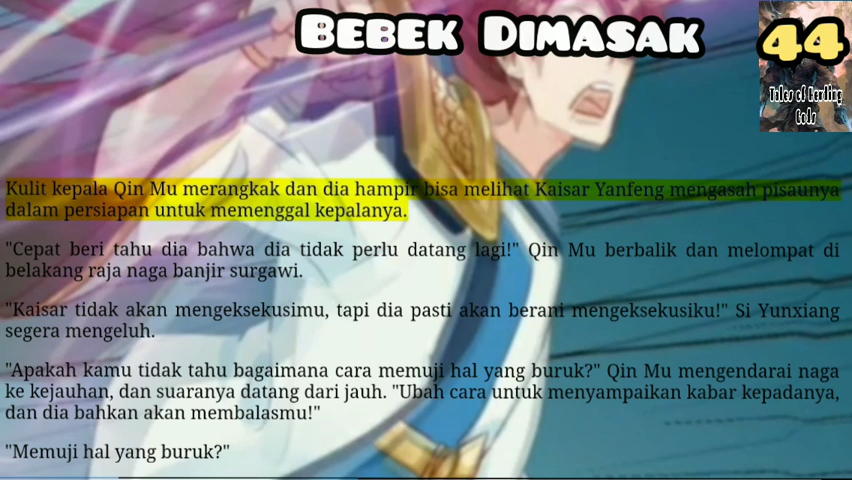 BEBEK DIMASAK
44
Tales of Herding
Gods
Kulit kepala Qin Mu merangkak dan dia hampir bisa melihat Kaisar Yanfeng mengasah pisaunya
dalam persiapan untuk memenggal kepalanya.
"Cepat beri tahu dia bahwa dia tidak perlu datang lagi!" Qin Mu berbalik dan melompat di
belakang raja naga banjir surgawi.
"Kaisar tidak akan mengeksekusimu, tapi dia pasti akan berani mengeksekusiku!" Si Yunxiang
segera mengeluh.
"Apakah kamu tidak tahu bagaimana cara memuji hal yang buruk?" Qin Mu mengendarai naga
ke kejauhan, dan suaranya datang dari jauh. "Ubah cara untuk menyampaikan kabar kepadanya,
dan dia bahkan akan membalasmu!"
"Memuji hal yang buruk?"